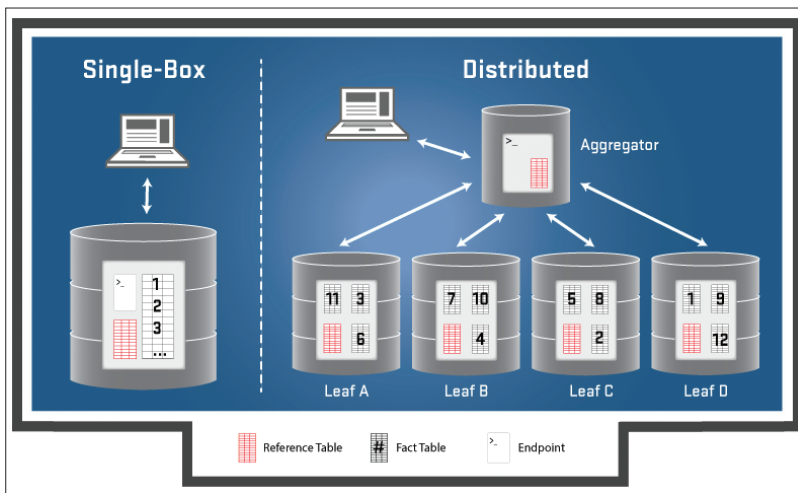 Single-Box
Distributed
>_
Aggregator
>_
1
2
3
...
11 3
6
7 10
4
5 8
2
1 9
12
Leaf A
Leaf B
Leaf C
Leaf D
Reference Table
# Fact Table
>_ Endpoint